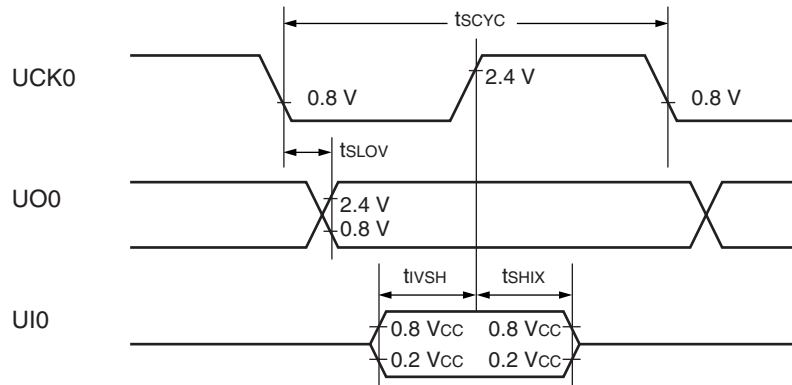 tSCYC
UCK0
2.4 V
0.8 V
0.8 V
tSLOV
UO0
2.4 V
0.8 V
tIVSH
tSHIX
UI0
0.8 VCC
0.8 VCC
0.2 VCC
0.2 VCC